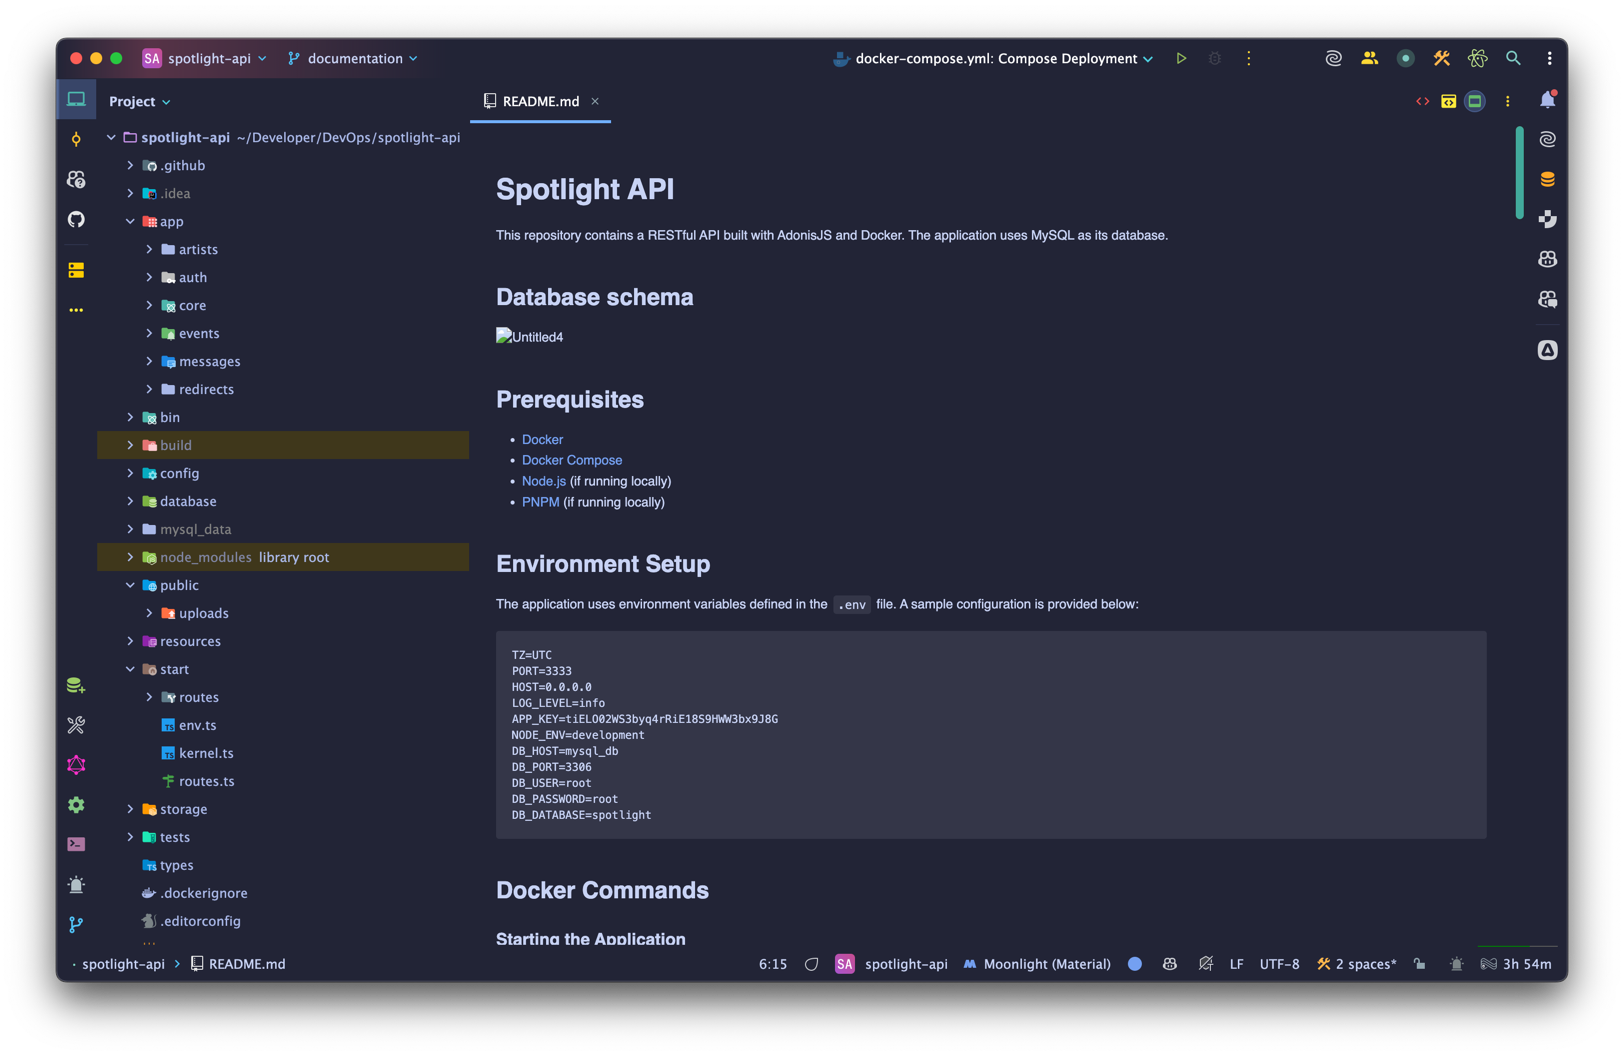 SA spotlight-api documentation docker-compose.yml: Compose Deployment
Project
README.md
spotlight-api ~/Developer/DevOps/spotlight-api
.github
.idea
app
artists
auth
core
events
messages
redirects
bin
build
config
database
mysql_data
node_modules library root
public
uploads
resources
start
routes
TS env.ts
TS kernel.ts
routes.ts
storage
tests
TS types
.dockerignore
.editorconfig
Spotlight API
This repository contains a RESTful API built with AdonisJS and Docker. The application uses MySQL as its database.
Database schema
Untitled4
Prerequisites
• Docker
• Docker Compose
• Node.js (if running locally)
• PNPM (if running locally)
Environment Setup
The application uses environment variables defined in the .env file. A sample configuration is provided below:
TZ=UTC
PORT=3333
HOST=0.0.0.0
LOG_LEVEL=info
APP_KEY=tiELO02WS3byq4rRiE18S9HWW3bx9J8G
NODE_ENV=development
DB_HOST=mysql_db
DB_PORT=3306
DB_USER=root
DB_PASSWORD=root
DB_DATABASE=spotlight
Docker Commands
Starting the Application
spotlight-api > README.md
6:15 SA spotlight-api Moonlight (Material) LF UTF-8 2 spaces* 3h 54m